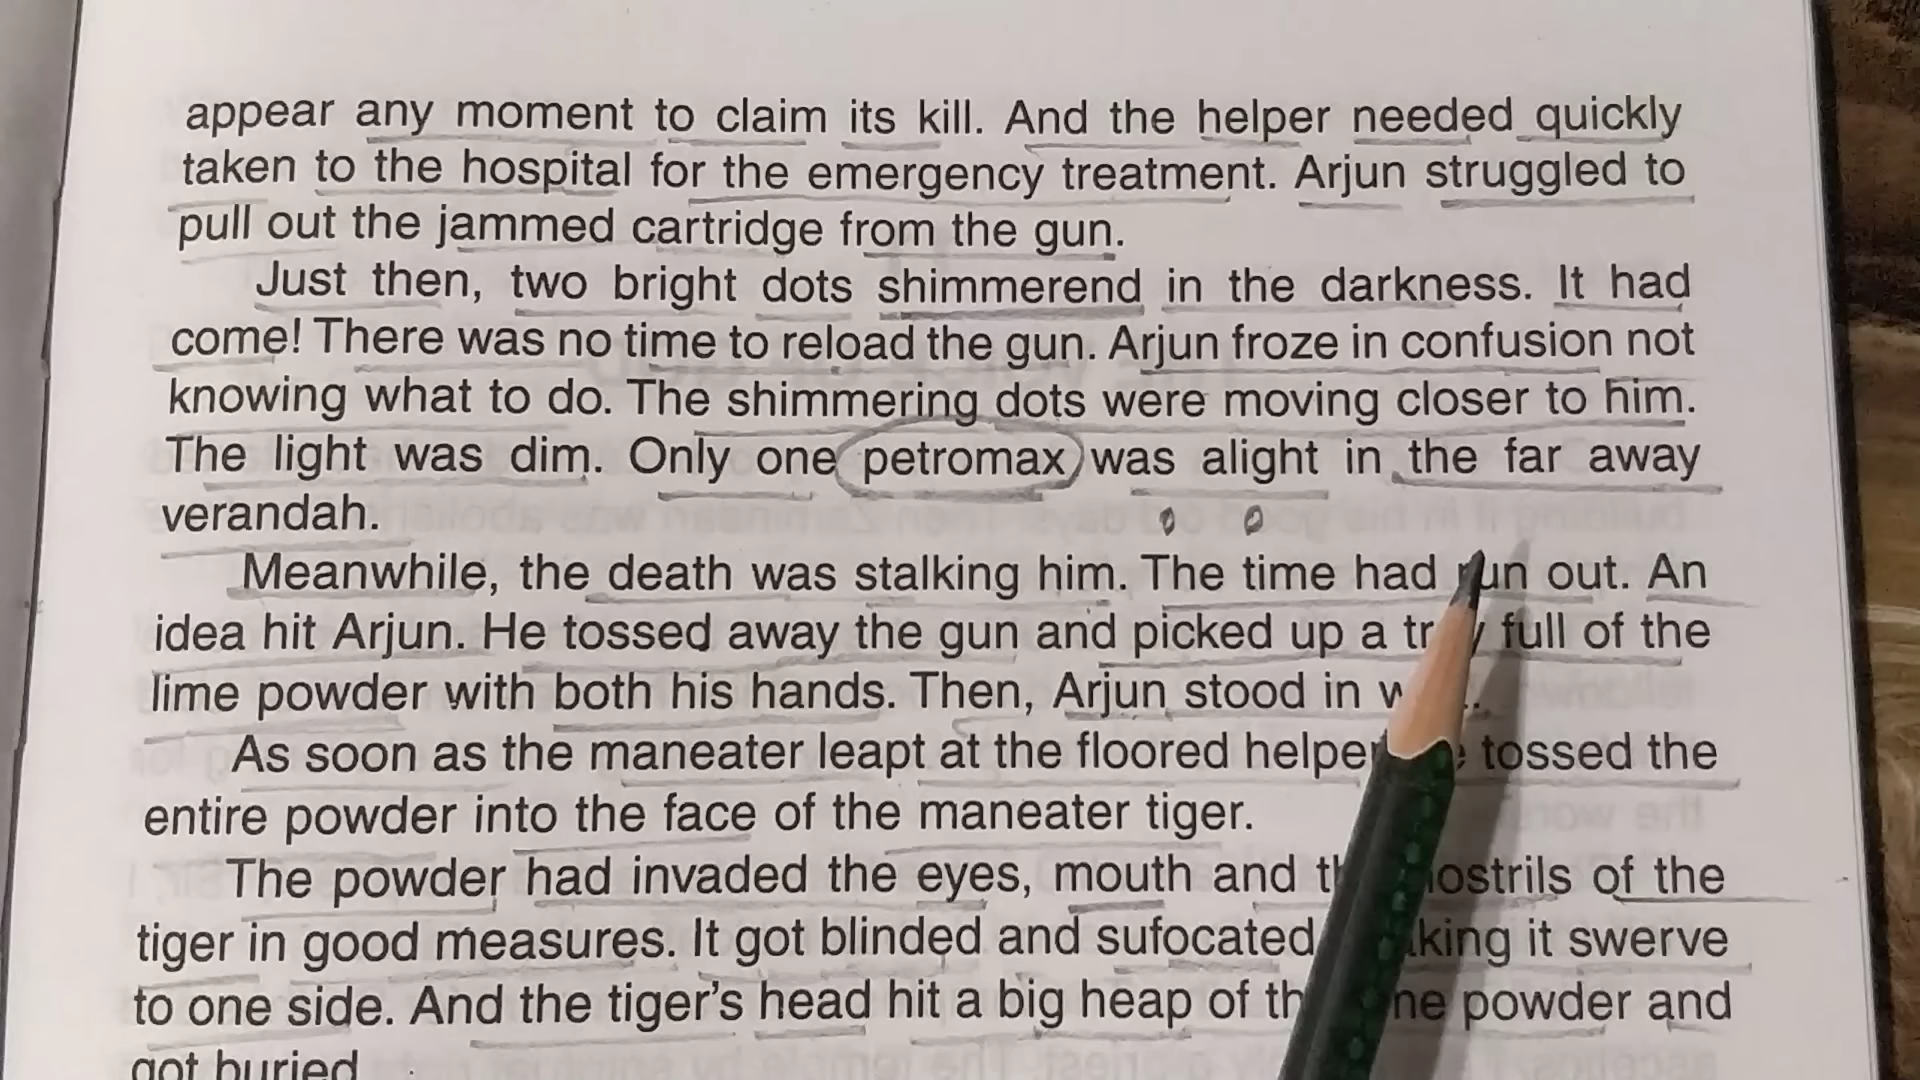 appear any moment to claim its kill. And the helper needed quickly
taken to the hospital for the emergency treatment. Arjun struggled to
pull out the jammed cartridge from the gun.
Just then, two bright dots shimmerend in the darkness. It had
come! There was no time to reload the gun. Arjun froze in confusion not
knowing what to do. The shimmering dots were moving closer to him.
The light was dim. Only one petromax was alight in the far away
verandah.
Meanwhile, the death was stalking him. The time had run out. An
idea hit Arjun. He tossed away the gun and picked up a tray full of the
lime powder with both his hands. Then, Arjun stood in
As soon as the maneater leapt at the floored helper tossed the
entire powder into the face of the maneater tiger.
The powder had invaded the eyes, mouth and nostrils of the
tiger in good measures. It got blinded and sufocated it swerve
to one side. And the tiger's head hit a big heap of powder and
got buried